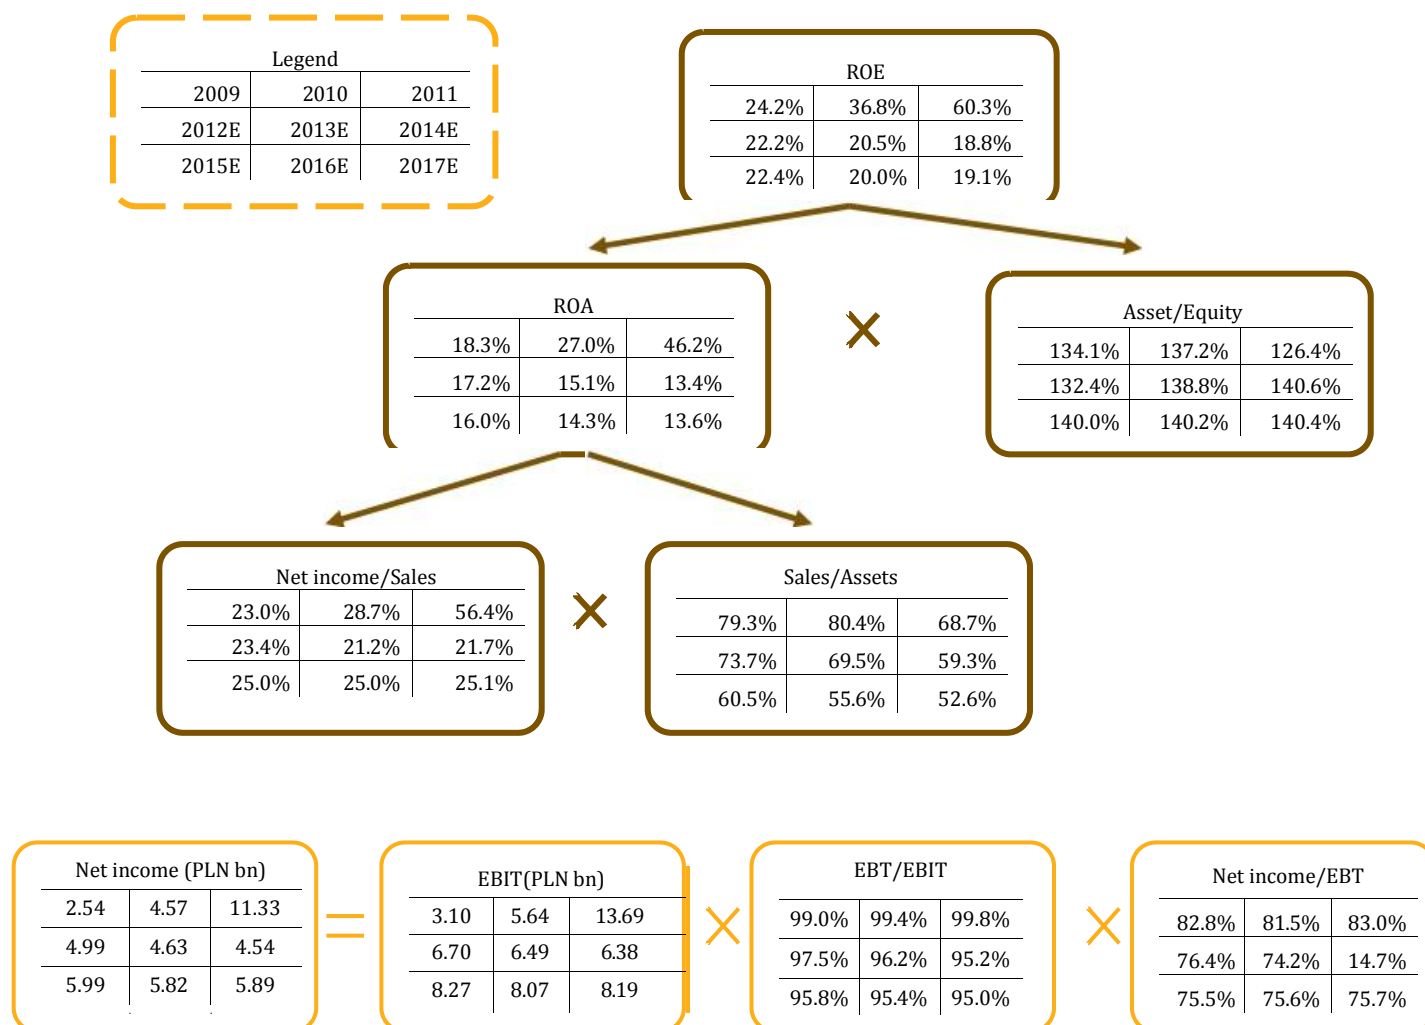 Legend
2009 2010 2011
2012E 2013E 2014E
2015E 2016E 2017E
ROE
24.2% 36.8% 60.3%
22.2% 20.5% 18.8%
22.4% 20.0% 19.1%
ROA
18.3% 27.0% 46.2%
17.2% 15.1% 13.4%
16.0% 14.3% 13.6%
×
Asset/Equity
134.1% 137.2% 126.4%
132.4% 138.8% 140.6%
140.0% 140.2% 140.4%
Net income/Sales
23.0% 28.7% 56.4%
23.4% 21.2% 21.7%
25.0% 25.0% 25.1%
×
Sales/Assets
79.3% 80.4% 68.7%
73.7% 69.5% 59.3%
60.5% 55.6% 52.6%
Net income (PLN bn)
2.54 4.57 11.33
4.99 4.63 4.54
5.99 5.82 5.89
=
EBIT(PLN bn)
3.10 5.64 13.69
6.70 6.49 6.38
8.27 8.07 8.19
×
EBT/EBIT
99.0% 99.4% 99.8%
97.5% 96.2% 95.2%
95.8% 95.4% 95.0%
×
Net income/EBT
82.8% 81.5% 83.0%
76.4% 74.2% 14.7%
75.5% 75.6% 75.7%